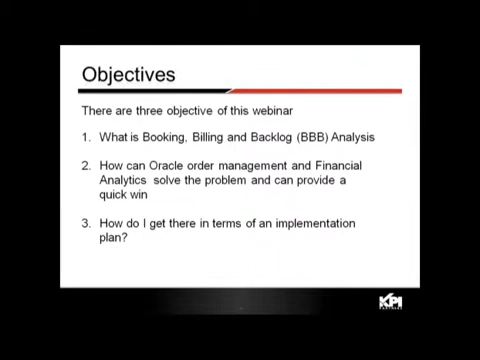 Objectives
There are three objective of this webinar
1. What is Booking, Billing and Backlog (BBB) Analysis
2. How can Oracle order management and Financial
Analytics solve the problem and can provide a
quick win
3. How do I get there in terms of an implementation
plan?
KPI
PARTNERS